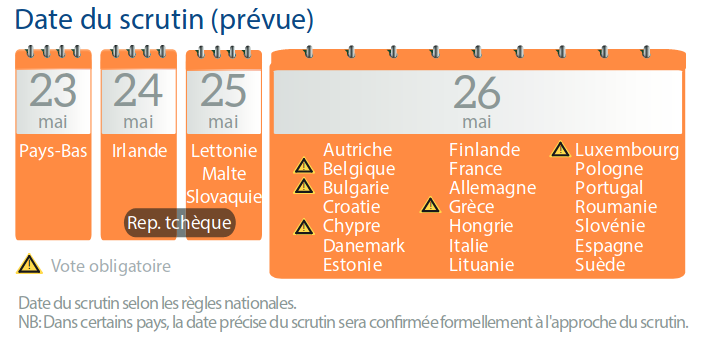 Date du scrutin (prévue)
23
mai
Pays-Bas
24
mai
Irlande
25
mai
Lettonie
Malte
Slovaquie
Rep. tchèque
26
mai
Autriche
Belgique
Bulgarie
Croatie
Chypre
Danemark
Estonie
Finlande
France
Allemagne
Grèce
Hongrie
Italie
Lituanie
Luxembourg
Pologne
Portugal
Roumanie
Slovénie
Espagne
Suède
Vote obligatoire
Date du scrutin selon les règles nationales.
NB: Dans certains pays, la date précise du scrutin sera confirmée formellement à l'approche du scrutin.